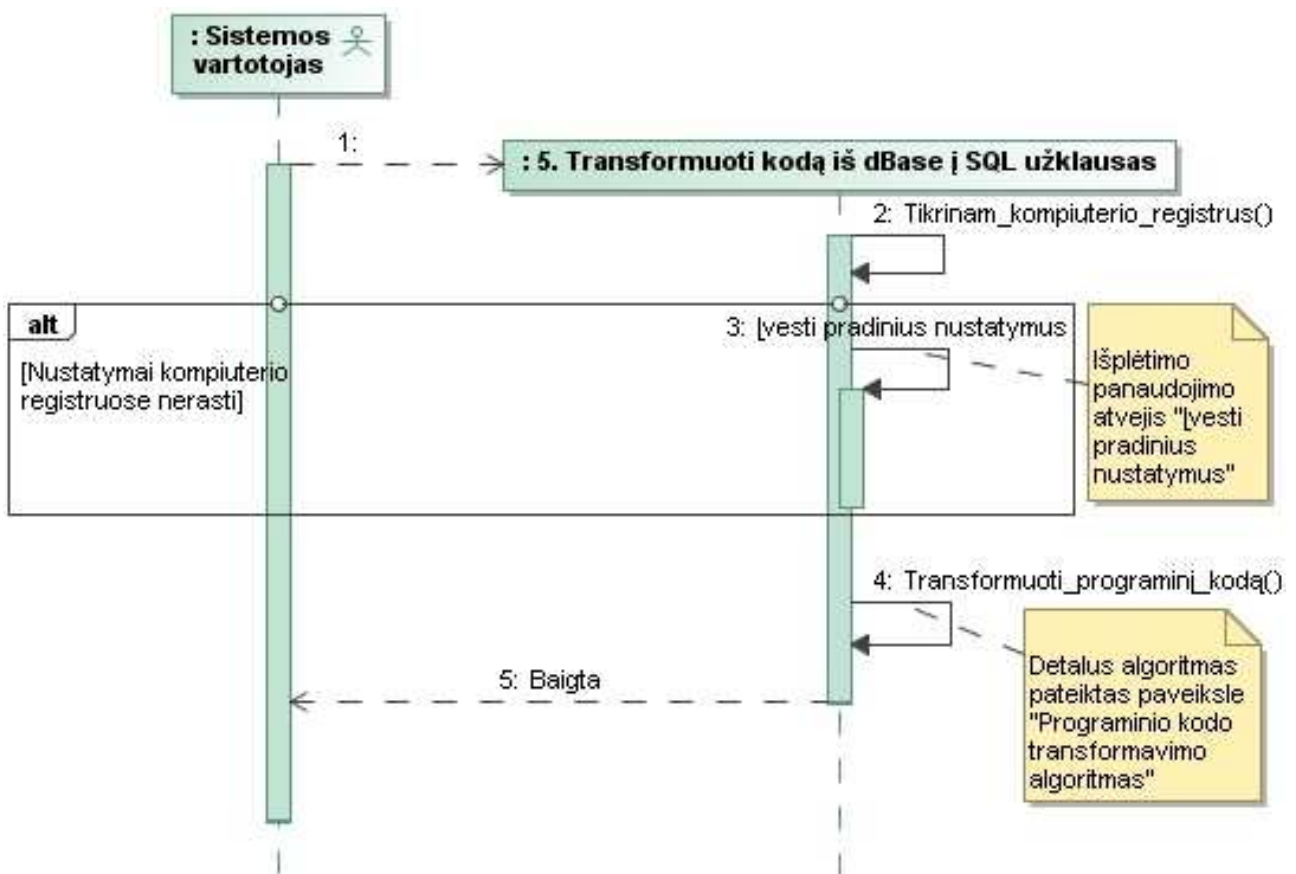 : Sistemos
vartotojas
1:
: 5. Transformuoti kodą iš dBase į SQL užklausas
2: Tikrinam_kompiuterio_registrus()
alt
3: Įvesti pradinius nustatymus
[Nustatymai kompiuterio
registruose nerasti]
Išplėtimo
panaudojimo
atvejis "Įvesti
pradinius
nustatymus"
4: Transformuoti_programinį_kodą()
Detalus algoritmas
pateiktas paveiksle
"Programinio kodo
transformavimo
algoritmas"
5: Baigta